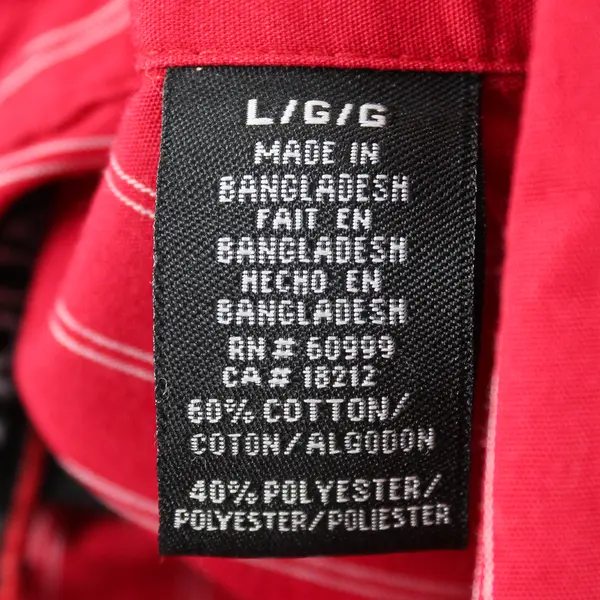 L/G/G
MADE IN
BANGLADESH
FAIT EN
BANGLADESH
HECHO EN
BANGLADESH
RN# 60999
CA# 18212
60% COTTON/
COTON/ALGODON
40% POLYESTER/
POLYESTER/POLIESTER